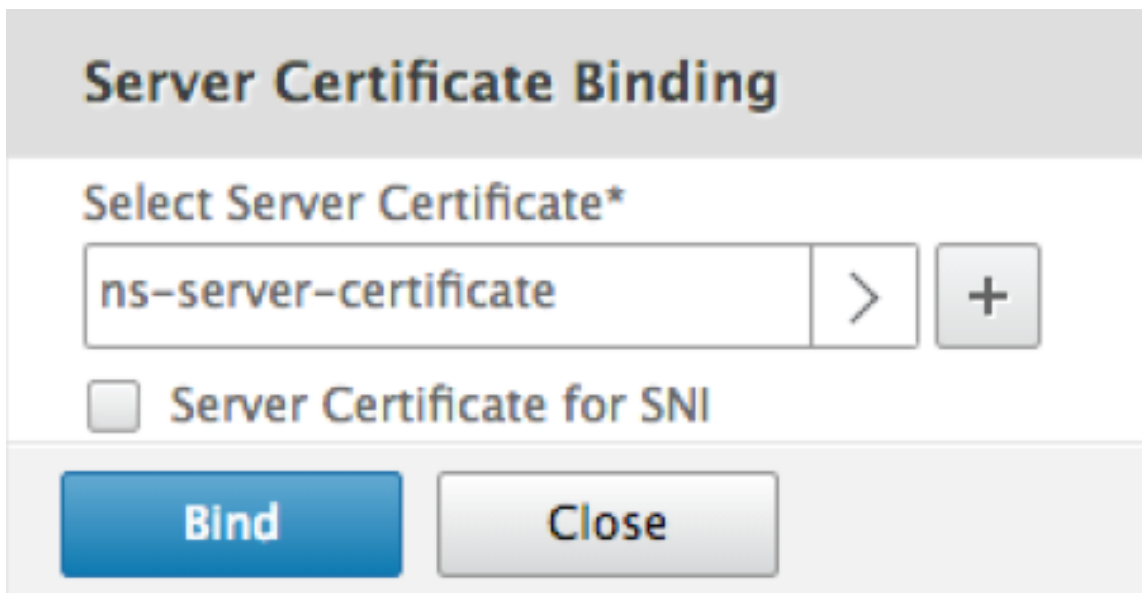 Server Certificate Binding
Select Server Certificate*
ns-server-certificate > +
Server Certificate for SNI
Bind Close